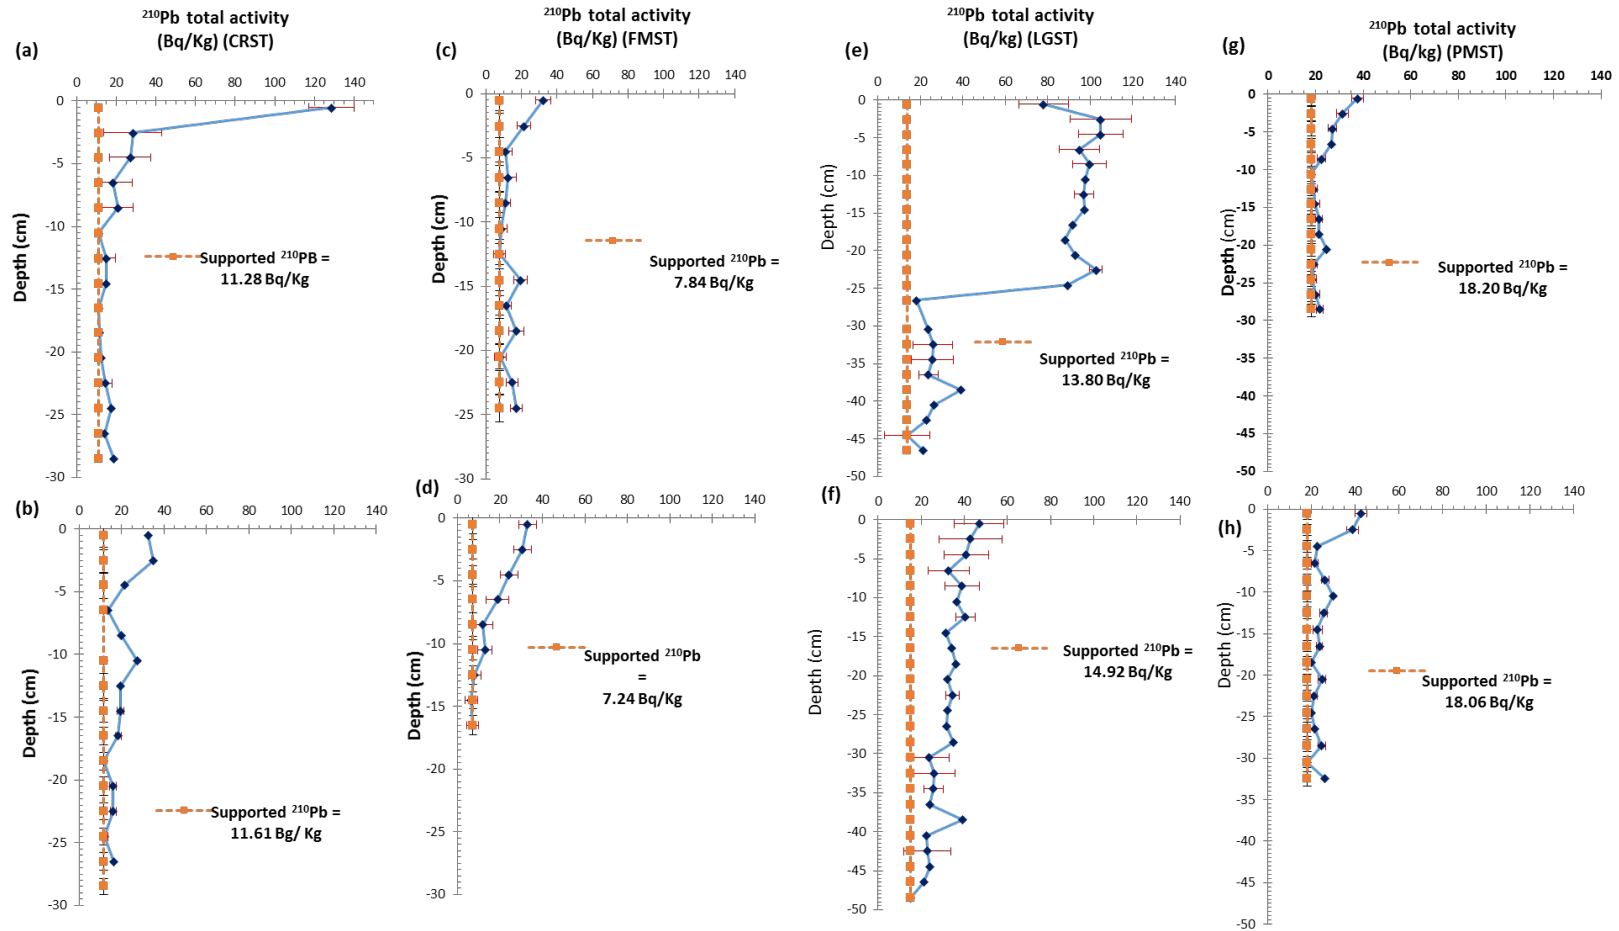 ²¹⁰Pb total activity
(Bq/Kg) (CRST)
(a)
0 20 40 60 80 100 120 140
0
-5
-10
-15
-20
-25
-30
Depth (cm)
Supported ²¹⁰PB =
11.28 Bq/Kg
(b)
0 20 40 60 80 100 120 140
0
-5
-10
-15
-20
-25
-30
Depth (cm)
Supported ²¹⁰Pb =
11.61 Bg/ Kg
²¹⁰Pb total activity
(Bq/Kg) (FMST)
(c)
0 20 40 60 80 100 120 140
0
-5
-10
-15
-20
-25
-30
Depth (cm)
Supported ²¹⁰Pb =
7.84 Bq/Kg
(d)
0 20 40 60 80 100 120 140
0
-5
-10
-15
-20
-25
-30
Depth (cm)
Supported ²¹⁰Pb
=
7.24 Bq/Kg
²¹⁰Pb total activity
(Bq/kg) (LGST)
(e)
0 20 40 60 80 100 120 140
0
-5
-10
-15
-20
-25
-30
-35
-40
-45
-50
Depth (cm)
Supported ²¹⁰Pb =
13.80 Bq/Kg
(f)
0 20 40 60 80 100 120 140
0
-5
-10
-15
-20
-25
-30
-35
-40
-45
-50
Depth (cm)
Supported ²¹⁰Pb =
14.92 Bq/Kg
²¹⁰Pb total activity
(Bq/kg) (PMST)
(g)
0 20 40 60 80 100 120 140
0
-5
-10
-15
-20
-25
-30
-35
-40
-45
-50
Depth (cm)
Supported ²¹⁰Pb =
18.20 Bq/Kg
(h)
0 20 40 60 80 100 120 140
0
-5
-10
-15
-20
-25
-30
-35
-40
-45
-50
Depth (cm)
Supported ²¹⁰Pb =
18.06 Bq/Kg